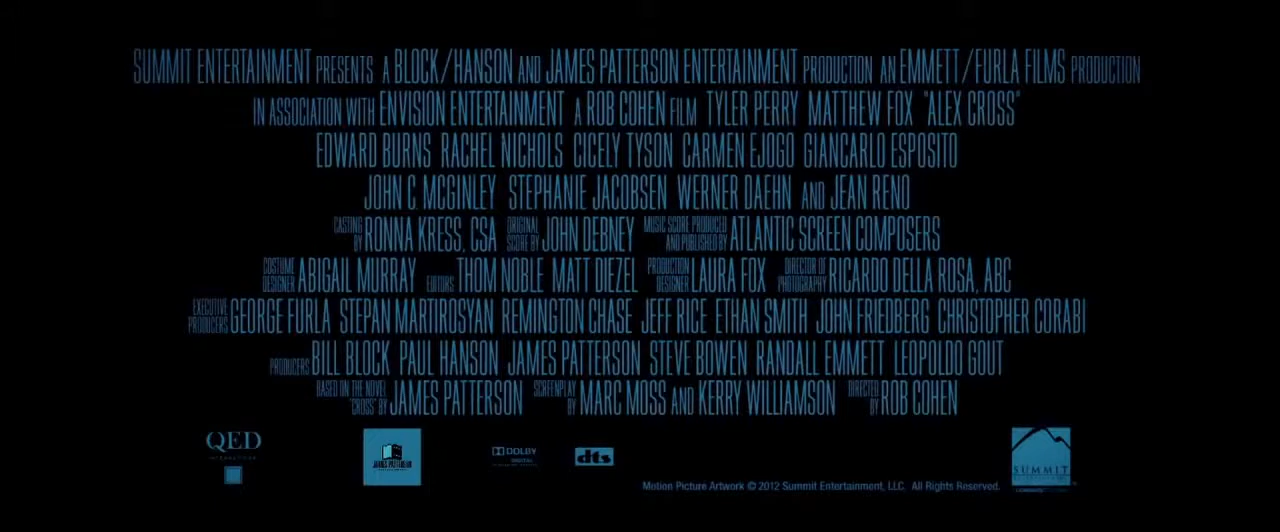 SUMMIT ENTERTAINMENT PRESENTS A BLOCK/HANSON AND JAMES PATTERSON ENTERTAINMENT PRODUCTION AN EMMETT/FURLA FILMS PRODUCTION
IN ASSOCIATION WITH ENVISION ENTERTAINMENT A ROB COHEN FILM TYLER PERRY MATTHEW FOX "ALEX CROSS"
EDWARD BURNS RACHEL NICHOLS CICELY TYSON CARMEN EJOGO GIANCARLO ESPOSITO
JOHN C. MCGINLEY STEPHANIE JACOBSEN WERNER DAEHN AND JEAN RENO
CASTING BY RONNA KRESS, CSA ORIGINAL SCORE BY JOHN DEBNEY MUSIC SCORE PRODUCED AND PUBLISHED BY ATLANTIC SCREEN COMPOSERS
COSTUME DESIGNER ABIGAIL MURRAY EDITORS THOM NOBLE MATT DIEZEL PRODUCTION DESIGNER LAURA FOX DIRECTOR OF PHOTOGRAPHY RICARDO DELLA ROSA, ABC
EXECUTIVE PRODUCERS GEORGE FURLA STEPAN MARTIROSYAN REMINGTON CHASE JEFF RICE ETHAN SMITH JOHN FRIEDBERG CHRISTOPHER CORABI
PRODUCERS BILL BLOCK PAUL HANSON JAMES PATTERSON STEVE BOWEN RANDALL EMMETT LEOPOLDO GOUT
BASED ON THE NOVEL "CROSS" BY JAMES PATTERSON SCREENPLAY BY MARC MOSS AND KERRY WILLIAMSON DIRECTED BY ROB COHEN
QED
INTERNATIONAL
JAMES PATTERSON
DOLBY
DIGITAL
dts
SUMMIT
ENTERTAINMENT
Motion Picture Artwork © 2012 Summit Entertainment, LLC. All Rights Reserved.